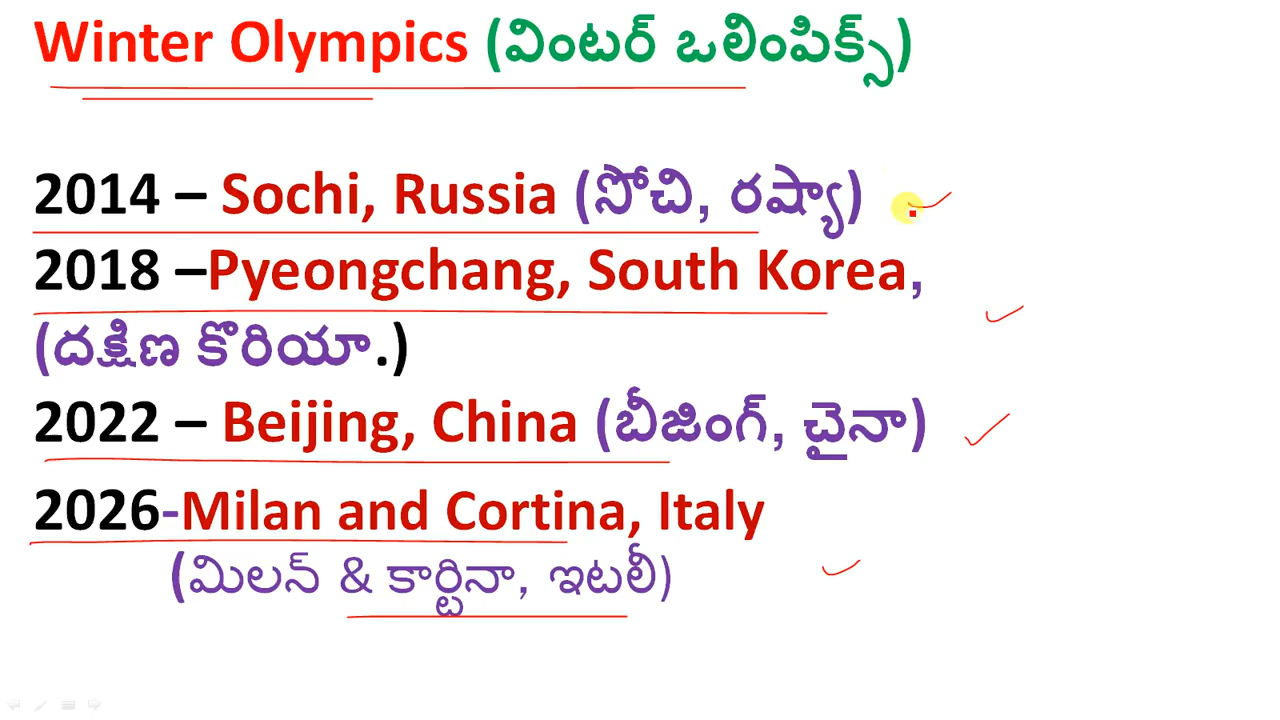 Winter Olympics (వింటర్ ఒలింపిక్స్)
2014 – Sochi, Russia (సోచి, రష్యా)
2018 –Pyeongchang, South Korea,
(దక్షిణ కొరియా.)
2022 – Beijing, China (బీజింగ్, చైనా)
2026-Milan and Cortina, Italy
(మిలన్ & కార్టినా, ఇటలీ)